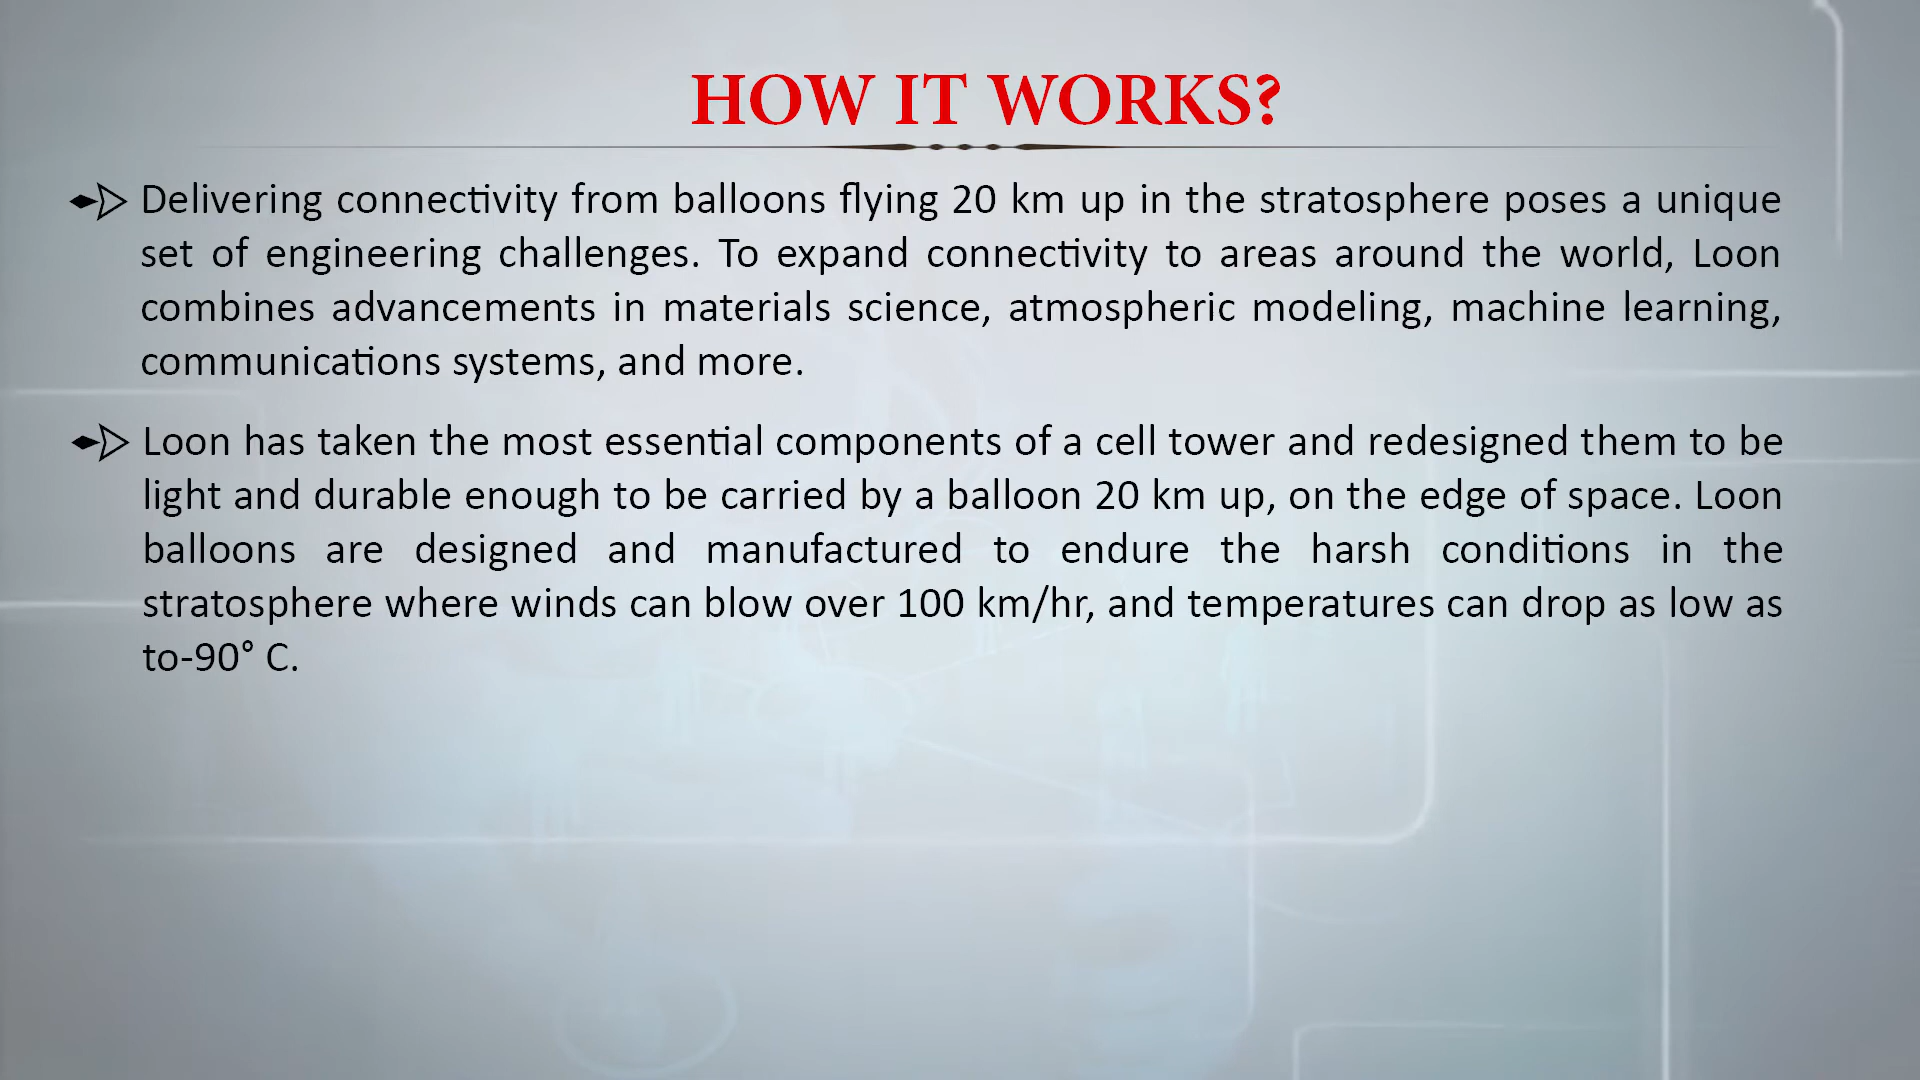 HOW IT WORKS?
Delivering connectivity from balloons flying 20 km up in the stratosphere poses a unique
set of engineering challenges. To expand connectivity to areas around the world, Loon
combines advancements in materials science, atmospheric modeling, machine learning,
communications systems, and more.
Loon has taken the most essential components of a cell tower and redesigned them to be
light and durable enough to be carried by a balloon 20 km up, on the edge of space. Loon
balloons are designed and manufactured to endure the harsh conditions in the
stratosphere where winds can blow over 100 km/hr, and temperatures can drop as low as
to-90° C.